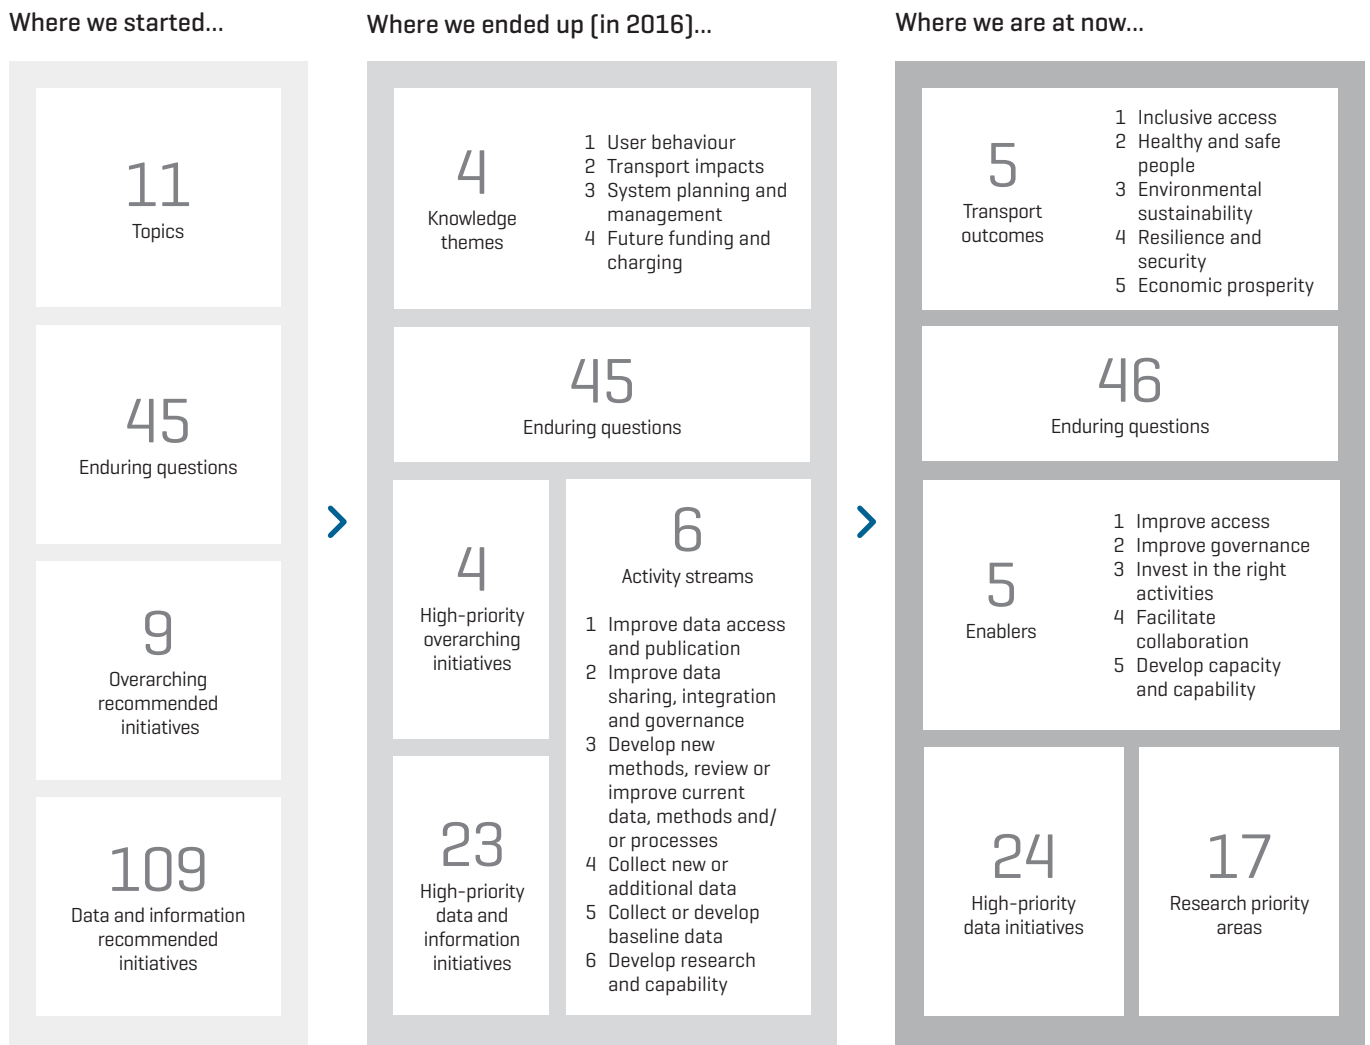 Where we started...
11
Topics
45
Enduring questions
9
Overarching
recommended
initiatives
109
Data and information
recommended
initiatives
Where we ended up (in 2016)...
4
Knowledge
themes
1 User behaviour
2 Transport impacts
3 System planning and
management
4 Future funding and
charging
45
Enduring questions
4
High-priority
overarching
initiatives
23
High-priority
data and
information
initiatives
6
Activity streams
1 Improve data access
and publication
2 Improve data
sharing, integration
and governance
3 Develop new
methods, review or
improve current
data, methods and/
or processes
4 Collect new or
additional data
5 Collect or develop
baseline data
6 Develop research
and capability
Where we are at now...
5
Transport
outcomes
1 Inclusive access
2 Healthy and safe
people
3 Environmental
sustainability
4 Resilience and
security
5 Economic prosperity
46
Enduring questions
5
Enablers
1 Improve access
2 Improve governance
3 Invest in the right
activities
4 Facilitate
collaboration
5 Develop capacity
and capability
24
High-priority
data initiatives
17
Research priority
areas